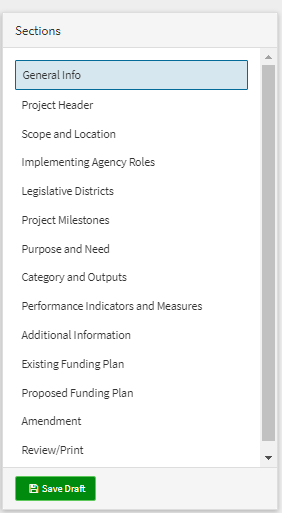 Sections
General Info
Project Header
Scope and Location
Implementing Agency Roles
Legislative Districts
Project Milestones
Purpose and Need
Category and Outputs
Performance Indicators and Measures
Additional Information
Existing Funding Plan
Proposed Funding Plan
Amendment
Review/Print
Save Draft